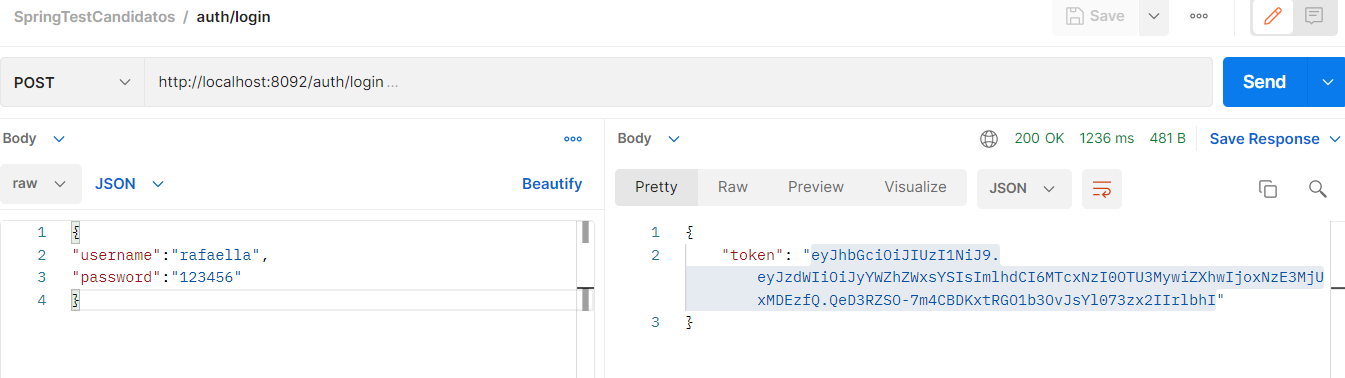 SpringTestCandidatos / auth/login
Save
POST
http://localhost:8092/auth/login ...
Send
Body
Body
200 OK 1236 ms 481 B Save Response
raw JSON Beautify
Pretty Raw Preview Visualize JSON
1 {
2 "username":"rafaella",
3 "password":"123456"
4 }
1 {
2 "token": "eyJhbGciOiJIUzI1NiJ9.
eyJzdWIiOiJyYWZhZWxsYSIsImlhdCI6MTcxNzI0OTU3MywiZXhwIjoxNzE3MjU
xMDEzfQ.QeD3RZSO-7m4CBDKxtRGO1b3OvJsYl073zx2IIrlbhI"
3 }